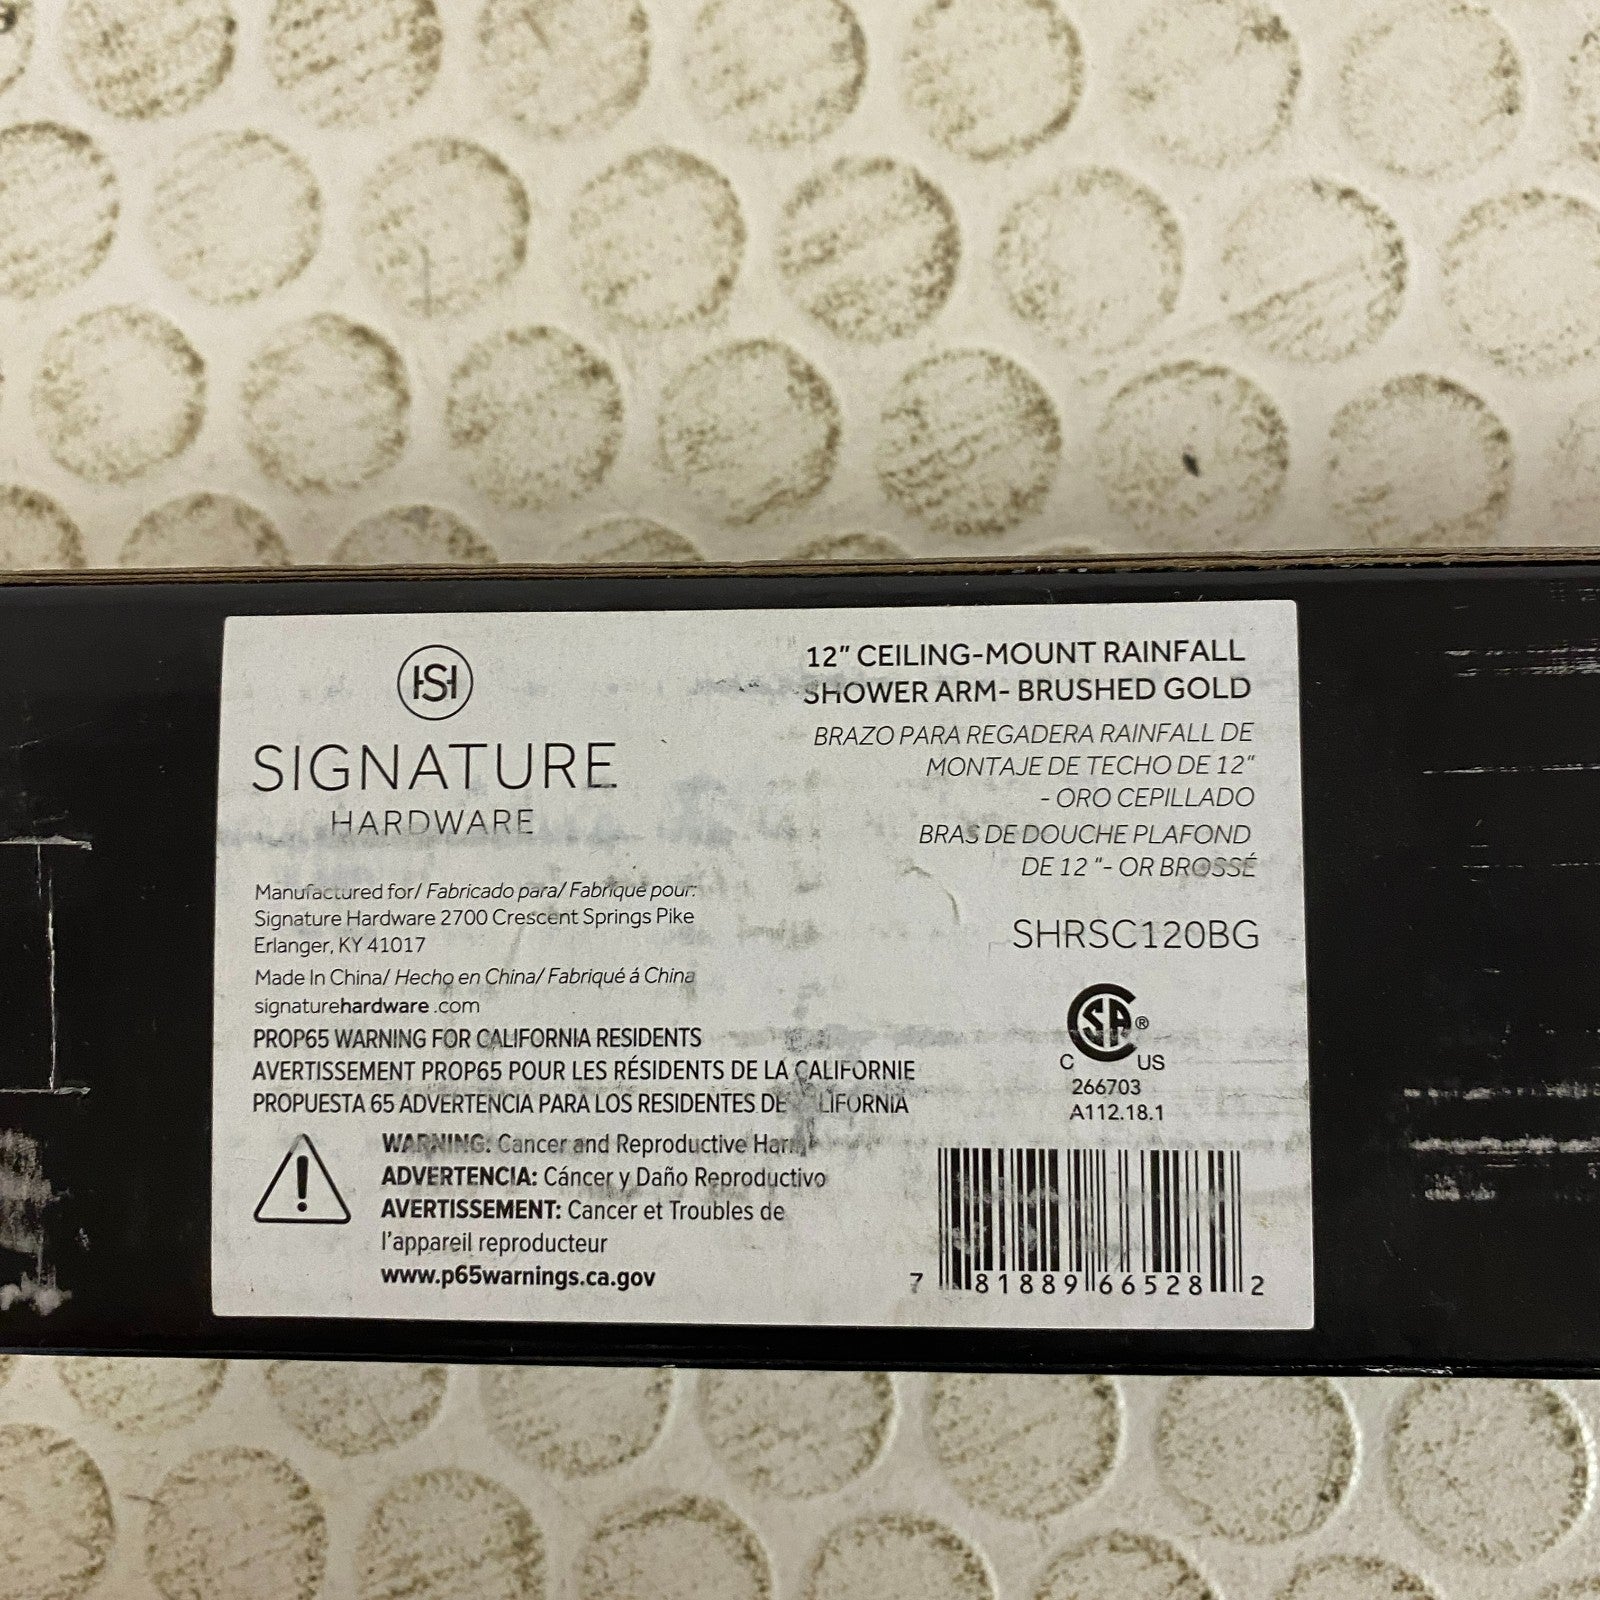 HSH
SIGNATURE
HARDWARE
Manufactured for/ Fabricado para/ Fabriqué pour:
Signature Hardware 2700 Crescent Springs Pike
Erlanger, KY 41017
Made In China/ Hecho en China/ Fabriqué á China
signaturehardware.com
PROP65 WARNING FOR CALIFORNIA RESIDENTS
AVERTISSEMENT PROP65 POUR LES RÉSIDENTS DE LA CALIFORNIE
PROPUESTA 65 ADVERTENCIA PARA LOS RESIDENTES DE CALIFORNIA
WARNING: Cancer and Reproductive Harm
ADVERTENCIA: Cáncer y Daño Reproductivo
AVERTISSEMENT: Cancer et Troubles de
l'appareil reproducteur
www.p65warnings.ca.gov
12" CEILING-MOUNT RAINFALL
SHOWER ARM- BRUSHED GOLD
BRAZO PARA REGADERA RAINFALL DE
MONTAJE DE TECHO DE 12"
- ORO CEPILLADO
BRAS DE DOUCHE PLAFOND
DE 12 "- OR BROSSÉ
SHRSC120BG
SA®
C US
266703
A112.18.1
7 81889 66528 2